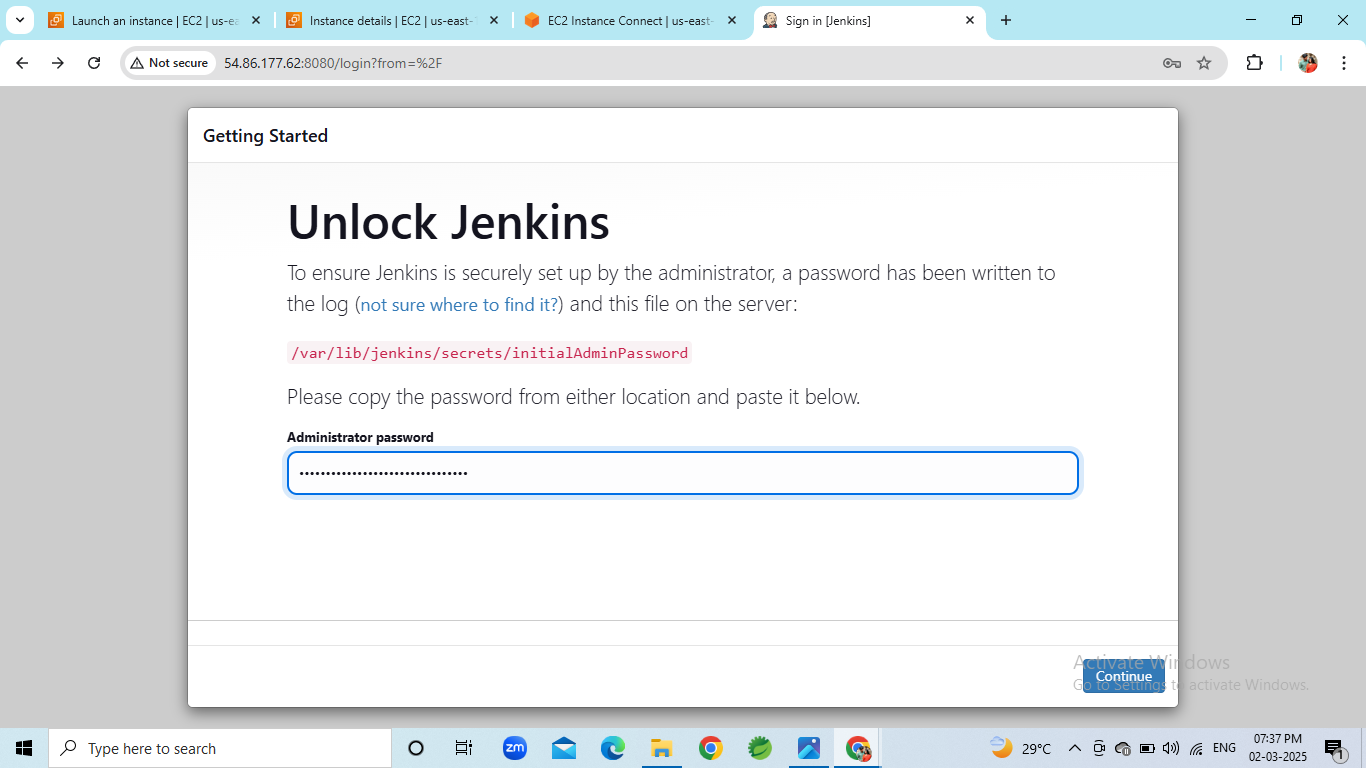 Launch an instance | EC2 | us-ea
Instance details | EC2 | us-east-1
EC2 Instance Connect | us-east-
Sign in [Jenkins]
Not secure
54.86.177.62:8080/login?from=%2F
Getting Started
Unlock Jenkins
To ensure Jenkins is securely set up by the administrator, a password has been written to
the log (not sure where to find it?) and this file on the server:
/var/lib/jenkins/secrets/initialAdminPassword
Please copy the password from either location and paste it below.
Administrator password
••••••••••••••••••••••••••••••••
Activate Windows
Go to Settings to activate Windows.
Continue
Type here to search
zm
29°C
ENG
07:37 PM
02-03-2025
1